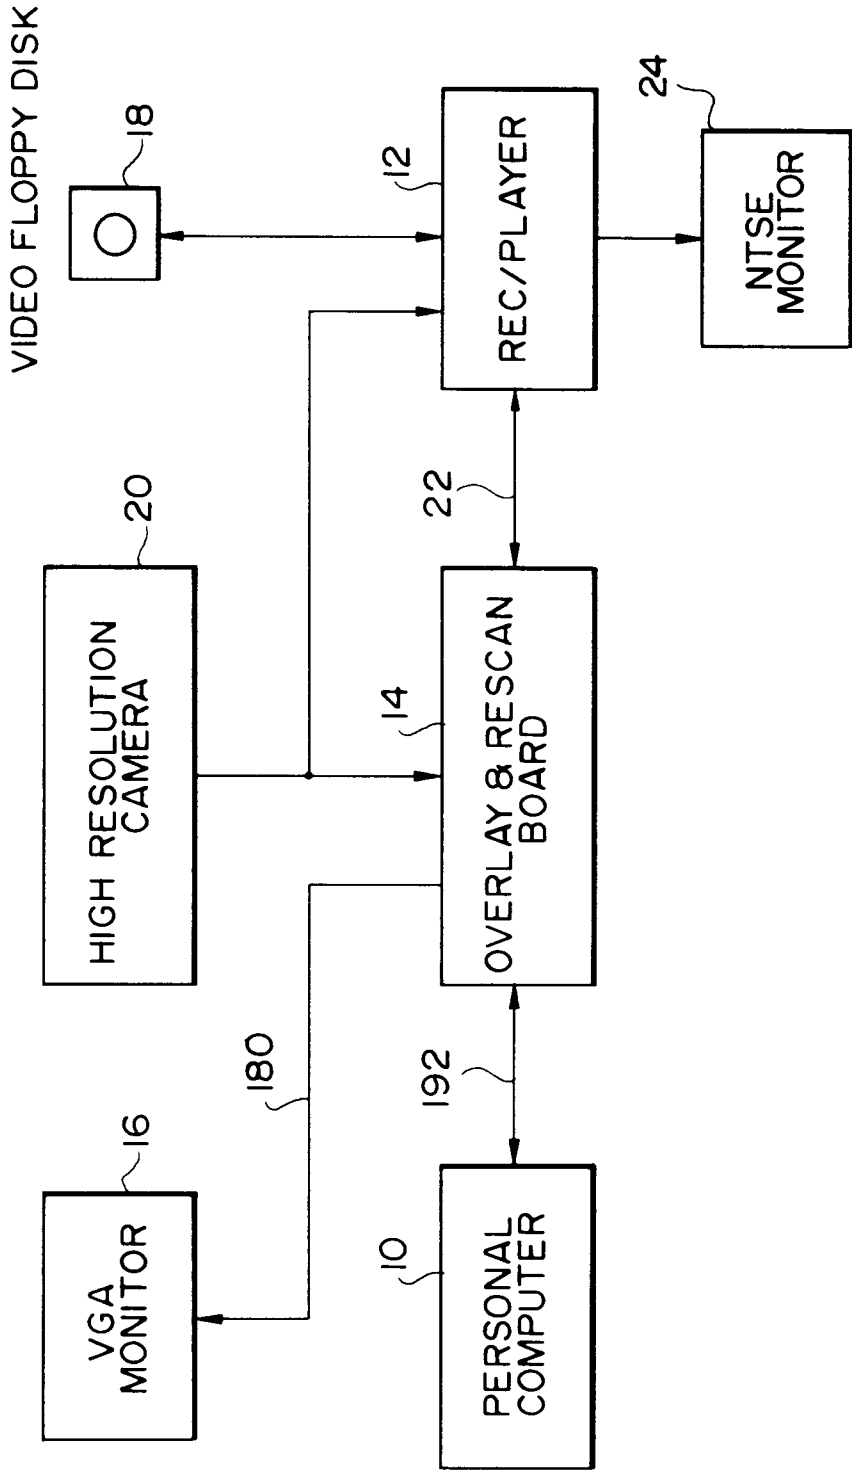 VGA
MONITOR
16
HIGH RESOLUTION
CAMERA
20
VIDEO FLOPPY DISK
18
180
PERSONAL
COMPUTER
10
192
OVERLAY & RESCAN
BOARD
14
22
REC/PLAYER
12
NTSE
MONITOR
24